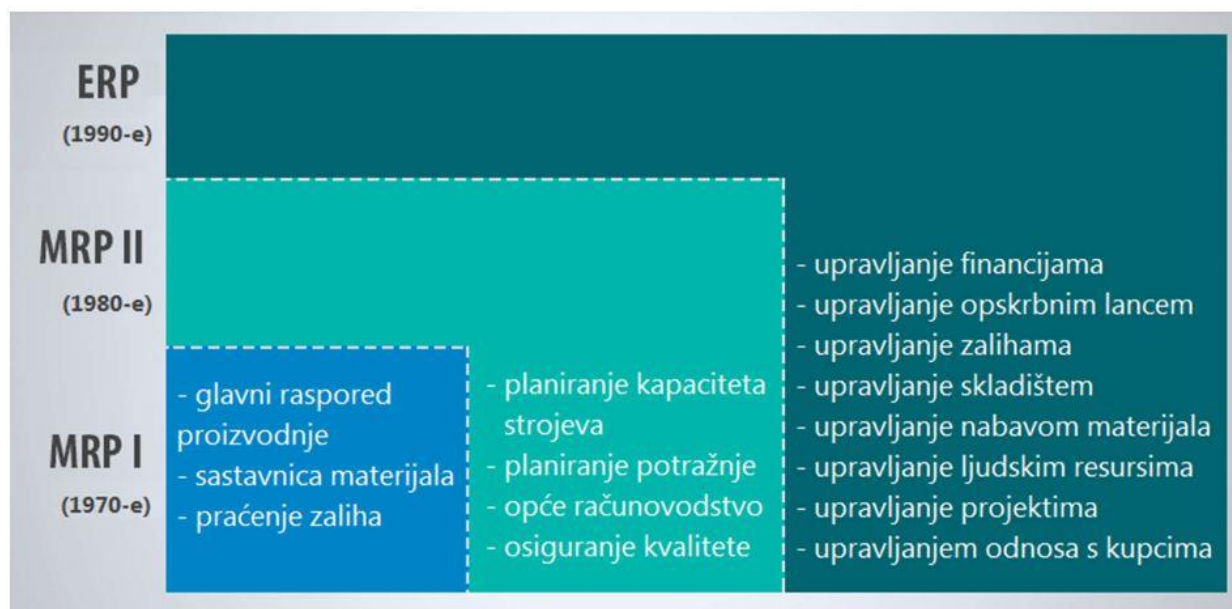 ERP
(1990-e)
MRP II
(1980-e)
MRP I
(1970-e)
- glavni raspored
proizvodnje
- sastavnica materijala
- praćenje zaliha
- planiranje kapaciteta
strojeva
- planiranje potražnje
- opće računovodstvo
- osiguranje kvalitete
- upravljanje financijama
- upravljanje opskrbnim lancem
- upravljanje zalihama
- upravljanje skladištem
- upravljanje nabavom materijala
- upravljanje ljudskim resursima
- upravljanje projektima
- upravljanjem odnosa s kupcima